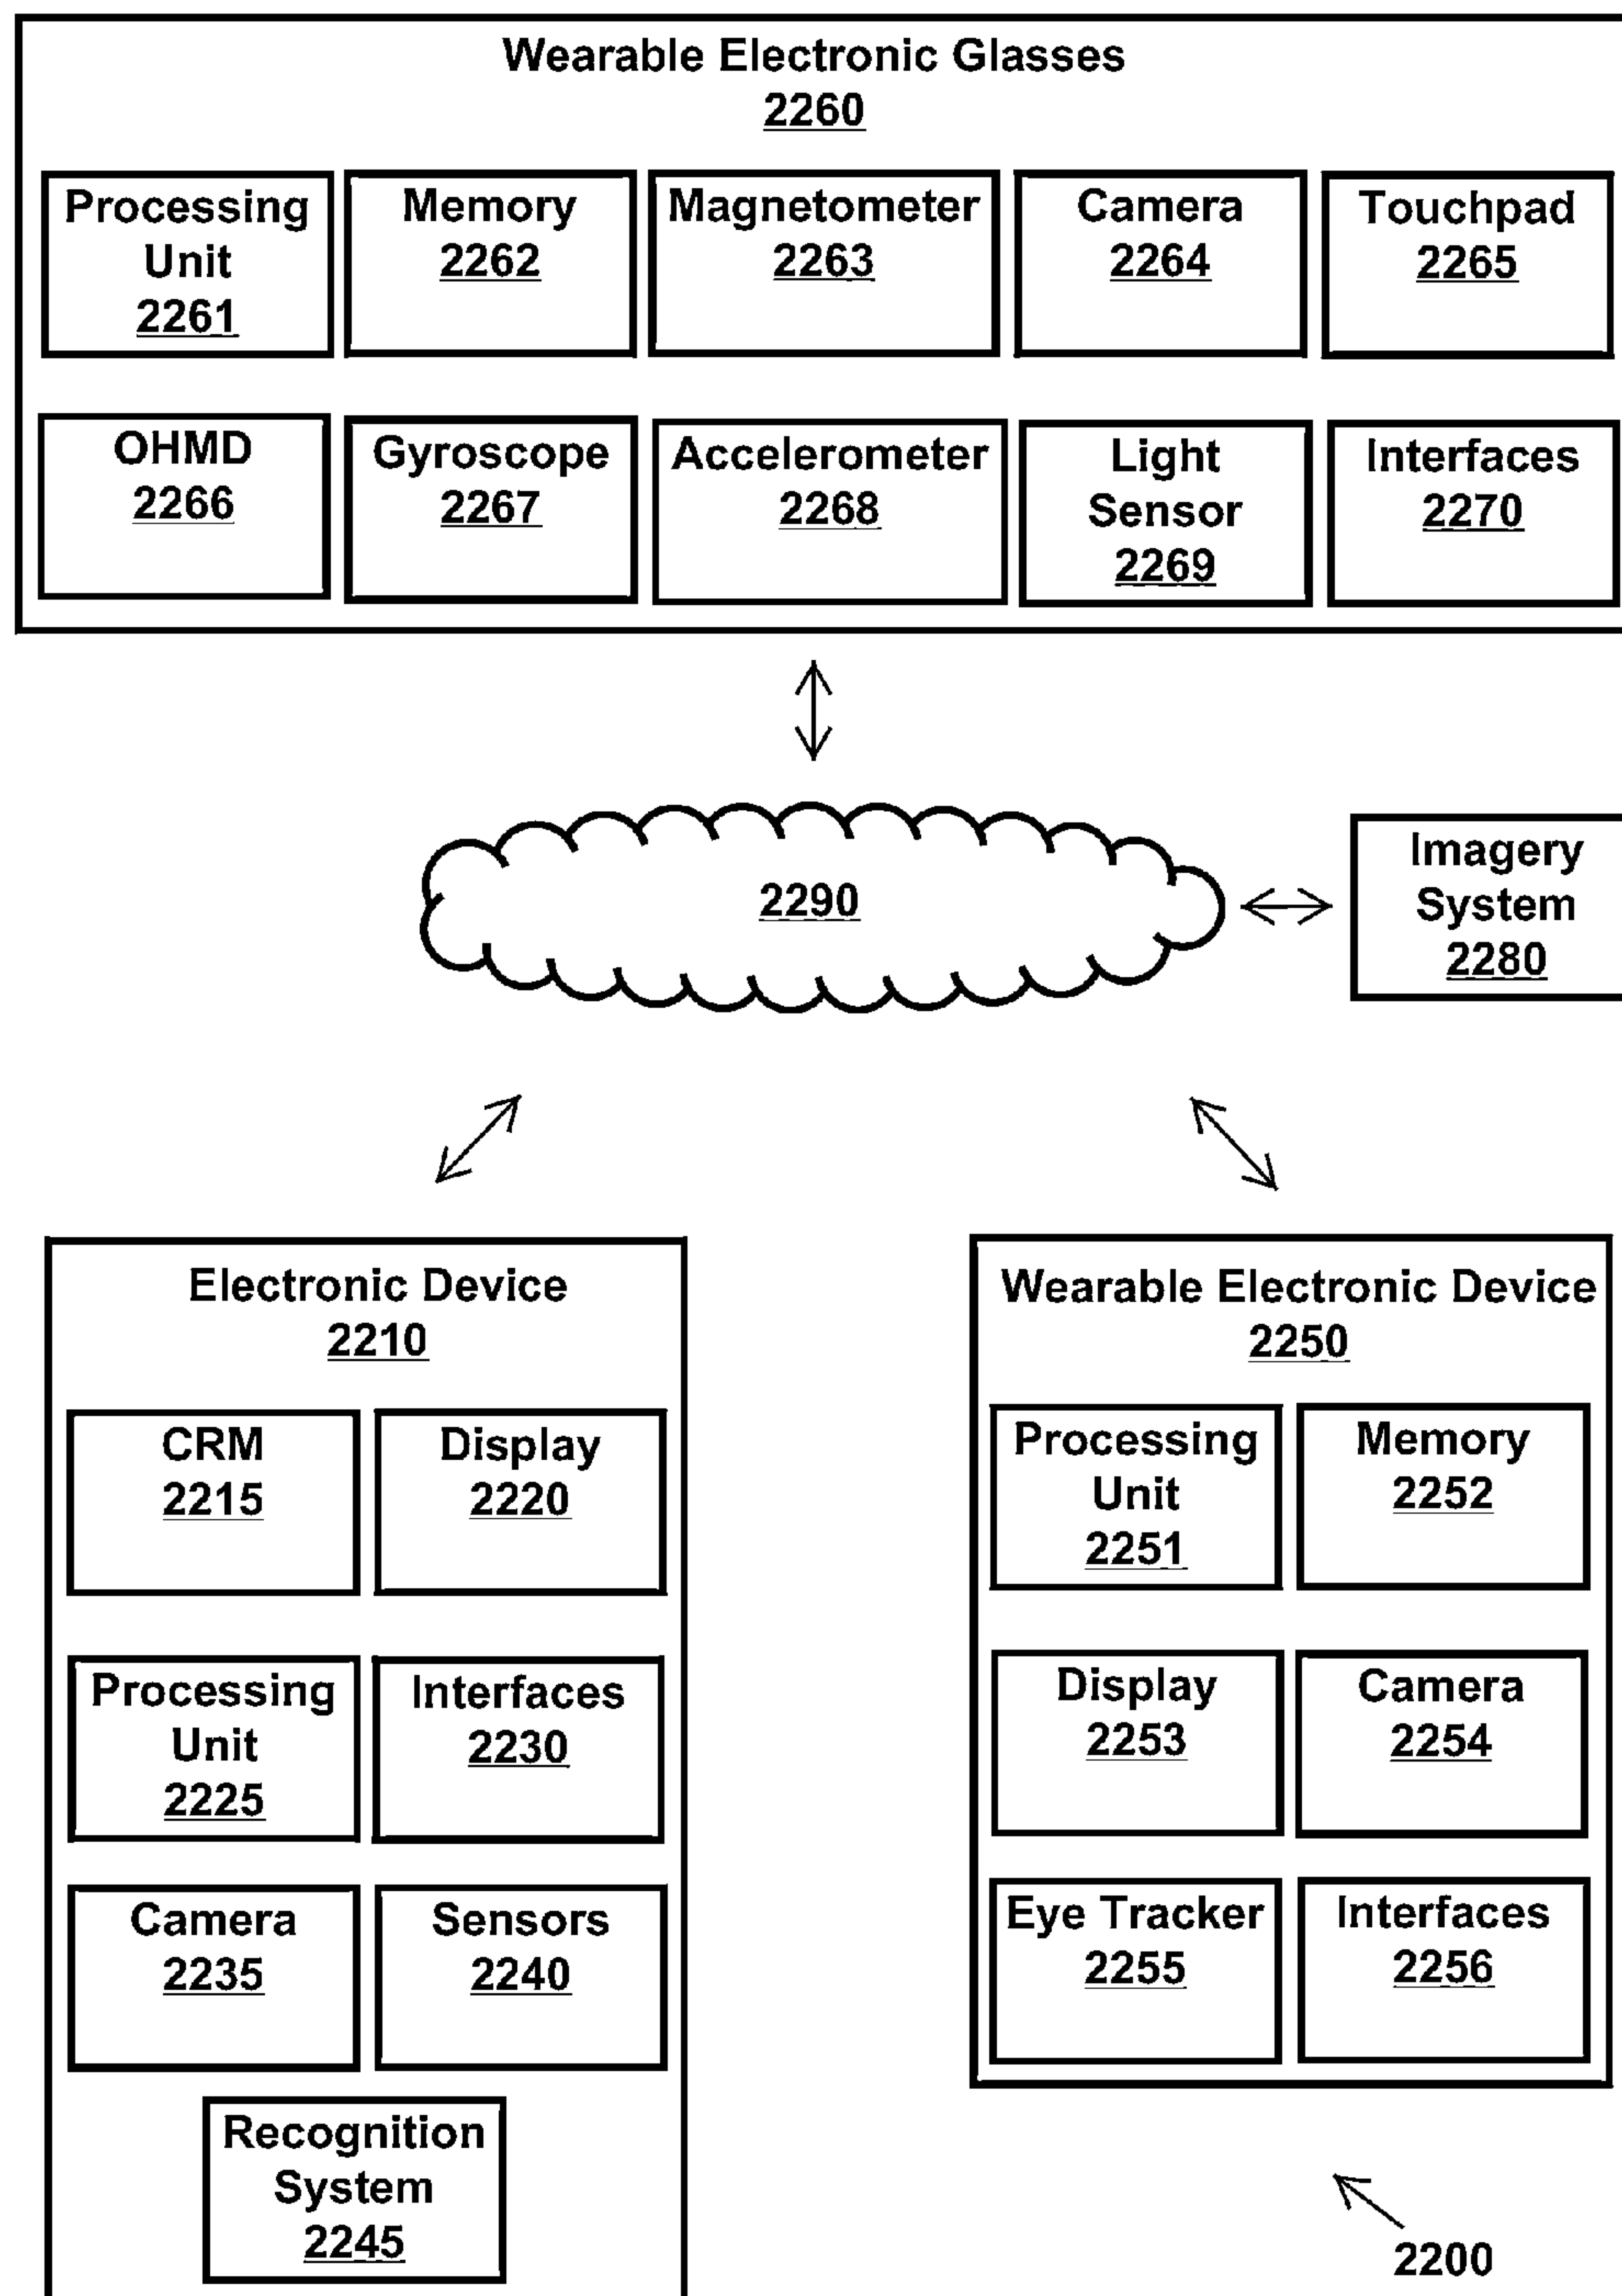 Wearable Electronic Glasses
2260
Processing
Unit
2261
Memory
2262
Magnetometer
2263
Camera
2264
Touchpad
2265
OHMD
2266
Gyroscope
2267
Accelerometer
2268
Light
Sensor
2269
Interfaces
2270
2290
Imagery
System
2280
Electronic Device
2210
CRM
2215
Display
2220
Processing
Unit
2225
Interfaces
2230
Camera
2235
Sensors
2240
Recognition
System
2245
Wearable Electronic Device
2250
Processing
Unit
2251
Memory
2252
Display
2253
Camera
2254
Eye Tracker
2255
Interfaces
2256
2200